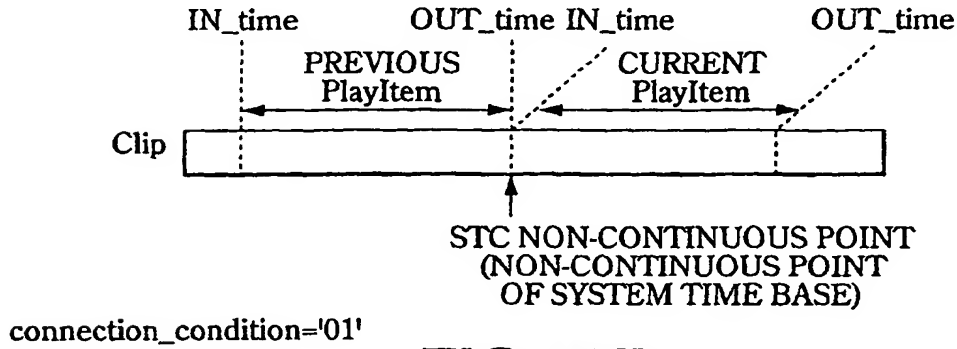 IN_time OUT_time IN_time OUT_time
PREVIOUS CURRENT
PlayItem PlayItem
Clip
STC NON-CONTINUOUS POINT
(NON-CONTINUOUS POINT
OF SYSTEM TIME BASE)
connection_condition='01'